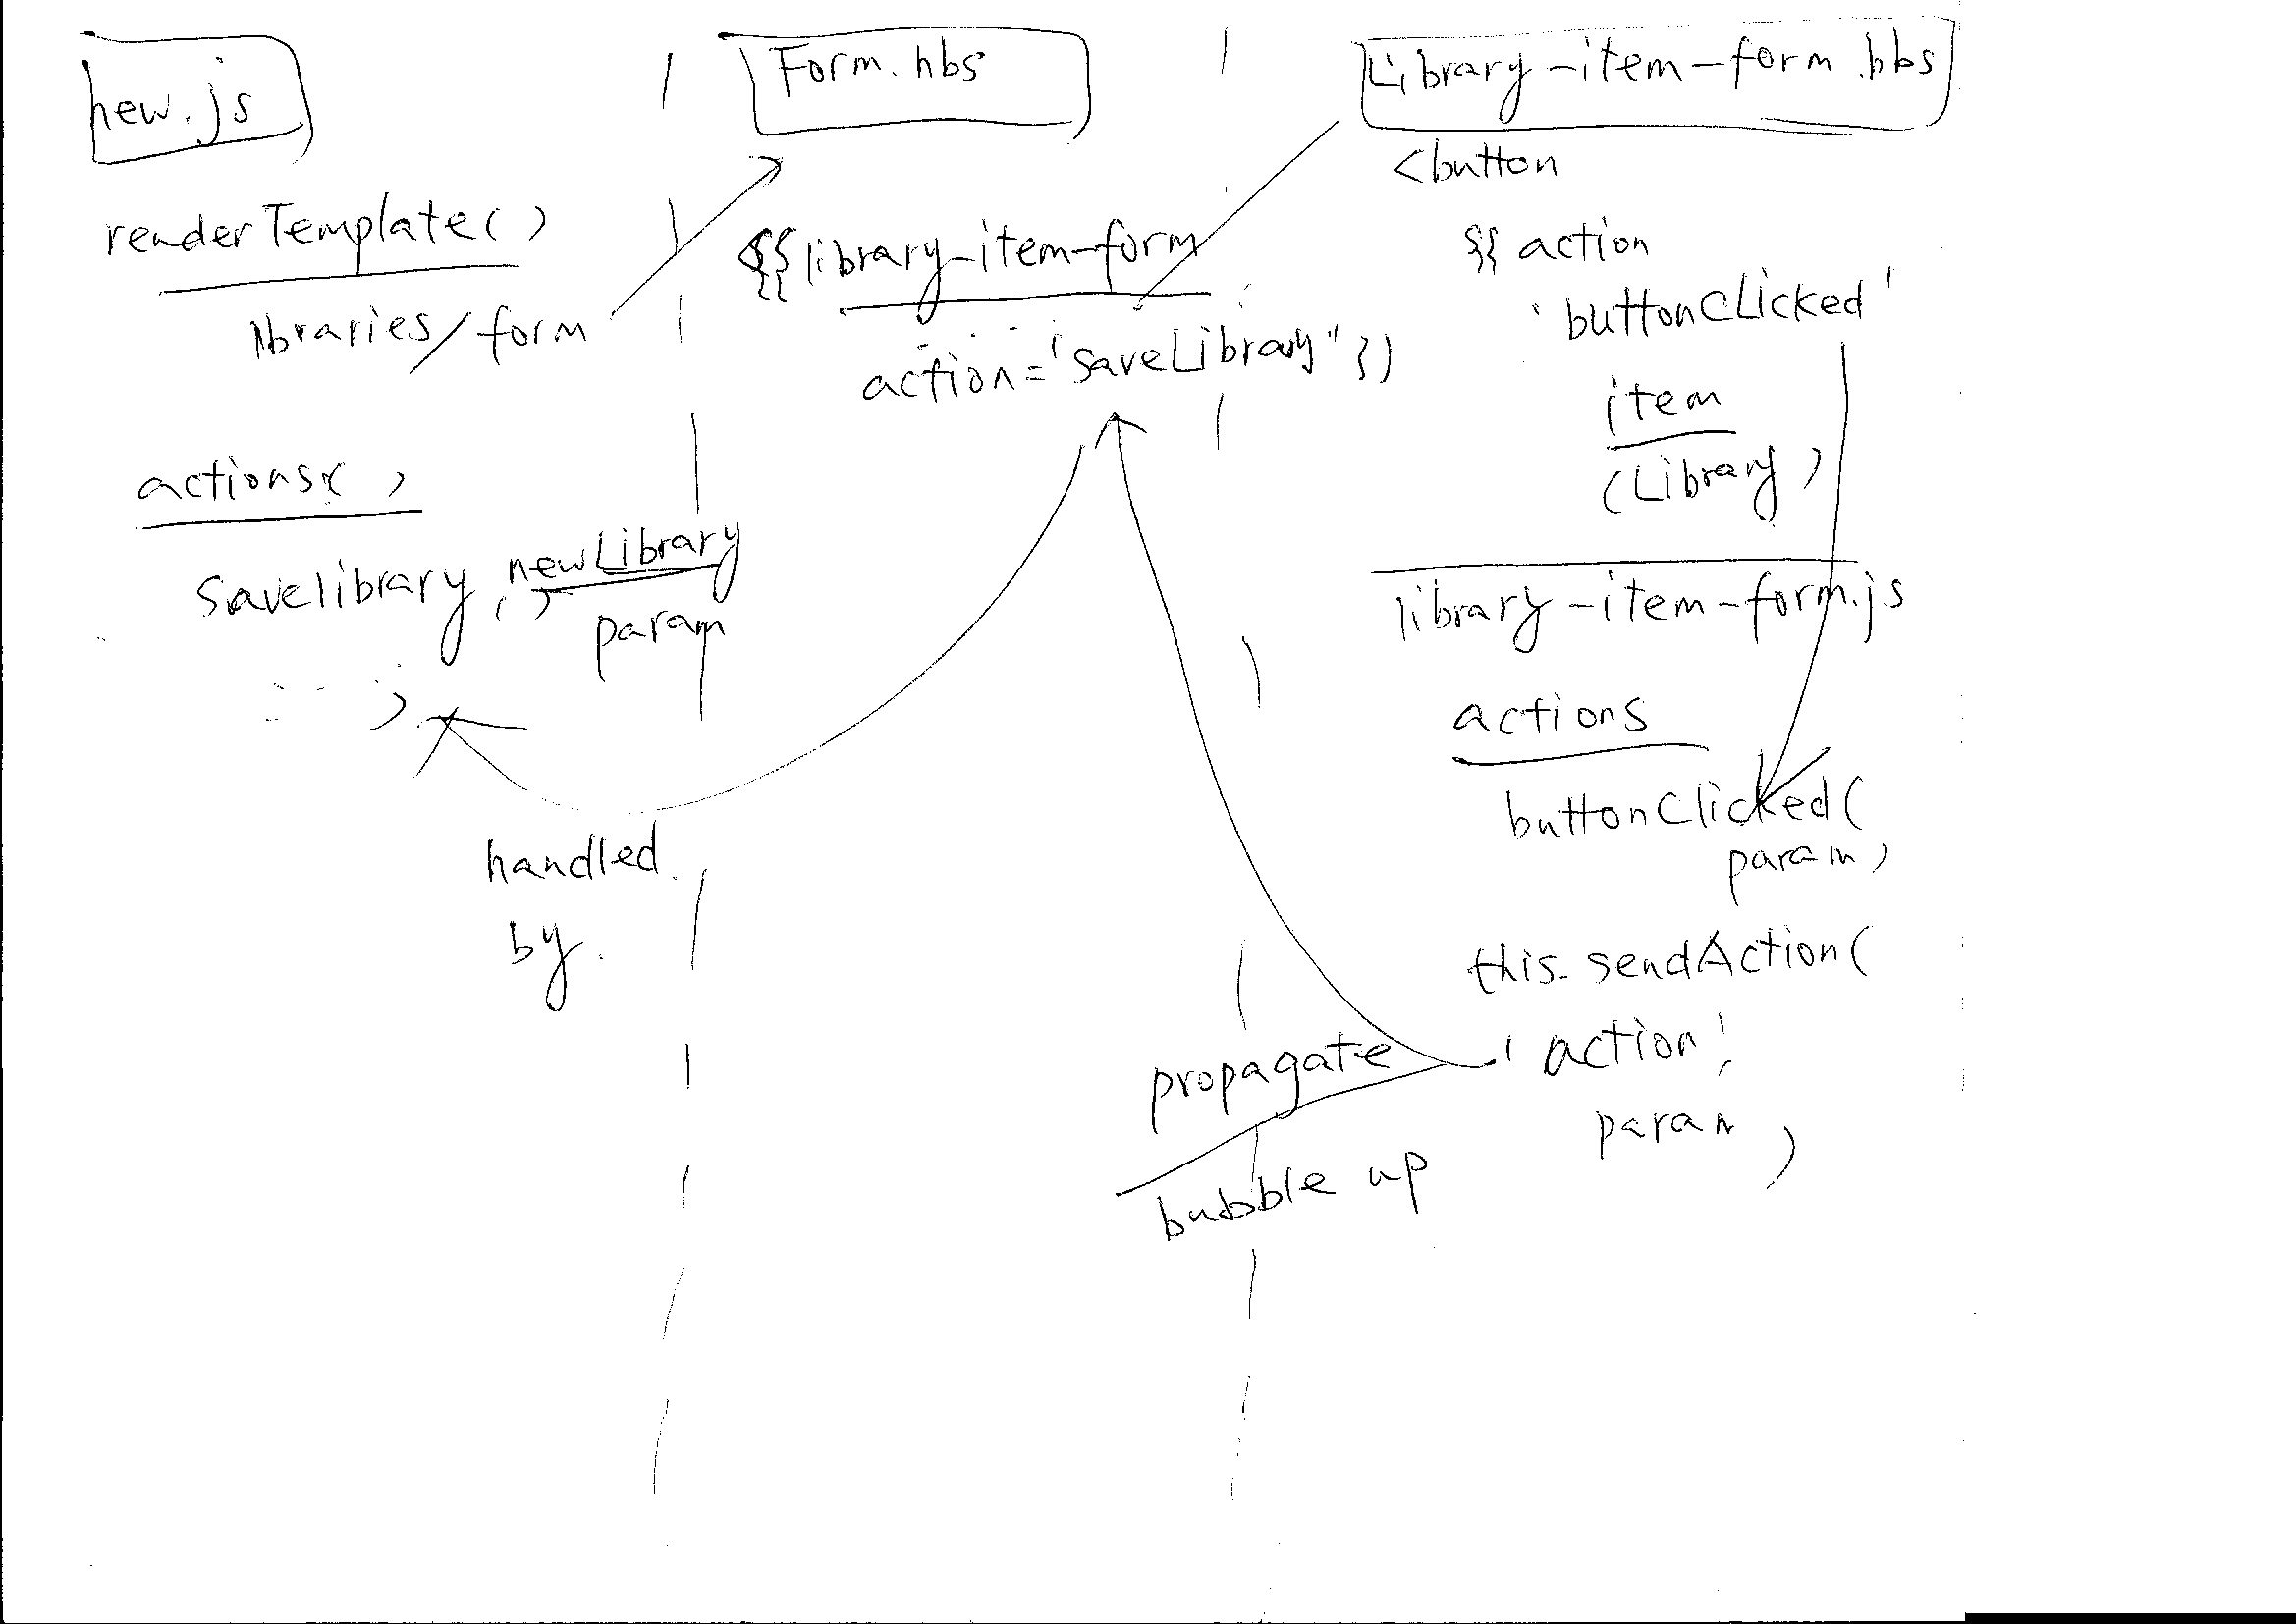 new.js
renderTemplate()
libraries/form
actions( )
savelibrary ( )
newLibrary
param
)
handled
by.
Form.hbs
{{library-item-form
. . . .
action='saveLibrary"}}
Library-item-form.hbs
<button
{{action
'buttonClicked'
item
(Library)
library-item-form.js
actions
buttonClicked(
param)
this.sendAction(
'action'
param
)
propagate
bubble up